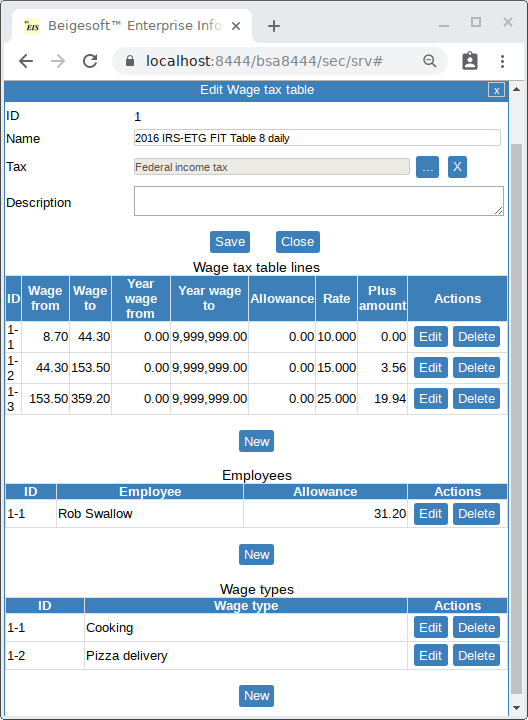 EIS Beigesoft™ Enterprise Info
localhost:8444/bsa8444/sec/srv#
Edit Wage tax table x
ID 1
Name 2016 IRS-ETG FIT Table 8 daily
Tax Federal income tax ... X
Description
Save Close
Wage tax table lines
ID Wage from Wage to Year wage from Year wage to Allowance Rate Plus amount Actions
1-1 8.70 44.30 0.00 9,999,999.00 0.00 10.000 0.00 Edit Delete
1-2 44.30 153.50 0.00 9,999,999.00 0.00 15.000 3.56 Edit Delete
1-3 153.50 359.20 0.00 9,999,999.00 0.00 25.000 19.94 Edit Delete
New
Employees
ID Employee Allowance Actions
1-1 Rob Swallow 31.20 Edit Delete
New
Wage types
ID Wage type Actions
1-1 Cooking Edit Delete
1-2 Pizza delivery Edit Delete
New